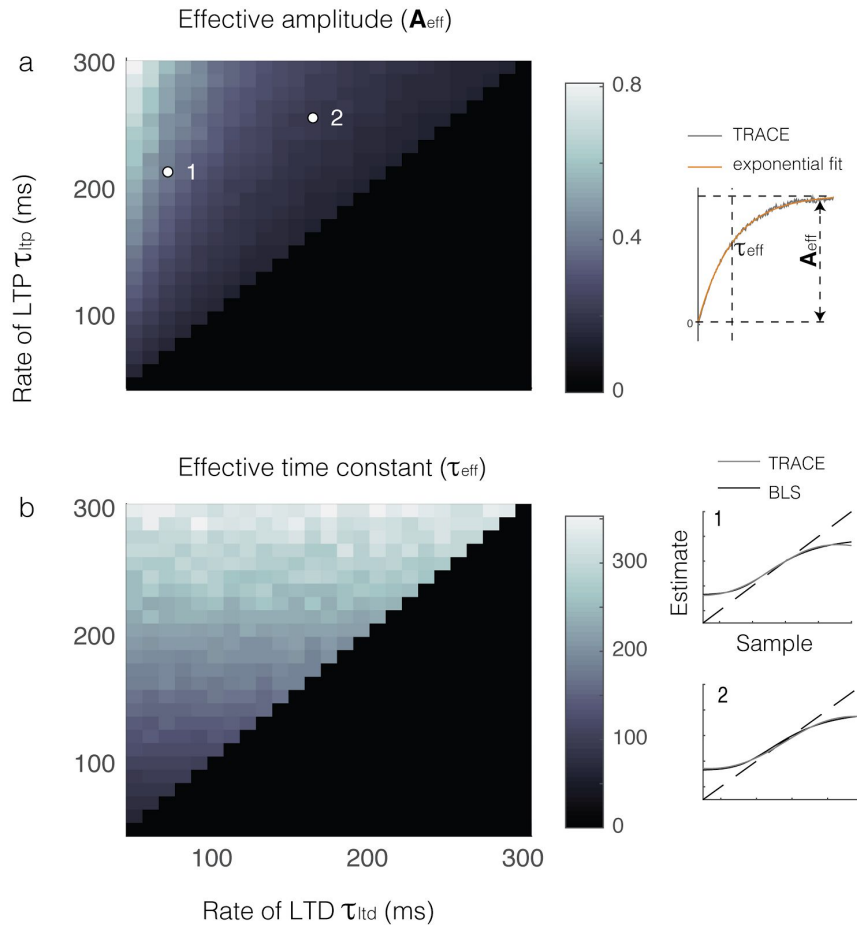 Effective amplitude (Aeff)
a
300
200
100
Rate of LTP τltp (ms)
1
2
0.8
0.4
0
TRACE
exponential fit
τeff
Aeff
0
Effective time constant (τeff)
b
300
200
100
100
200
300
Rate of LTD τltd (ms)
300
200
100
0
TRACE
BLS
1
Estimate
Sample
2